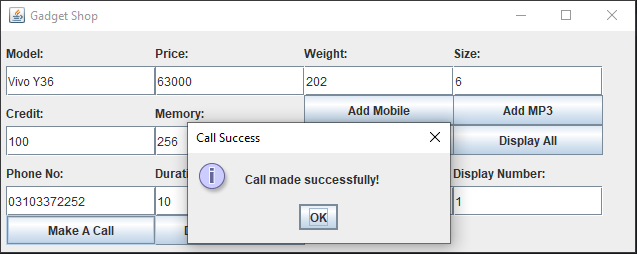 Gadget Shop
Model: Price: Weight: Size:
Vivo Y36 63000 202 6
Add Mobile Add MP3
Credit: Memory:
100 256 Display All
Call Success
Call made successfully!
OK
Phone No: Display Number:
03103372252 10 1
Make A Call